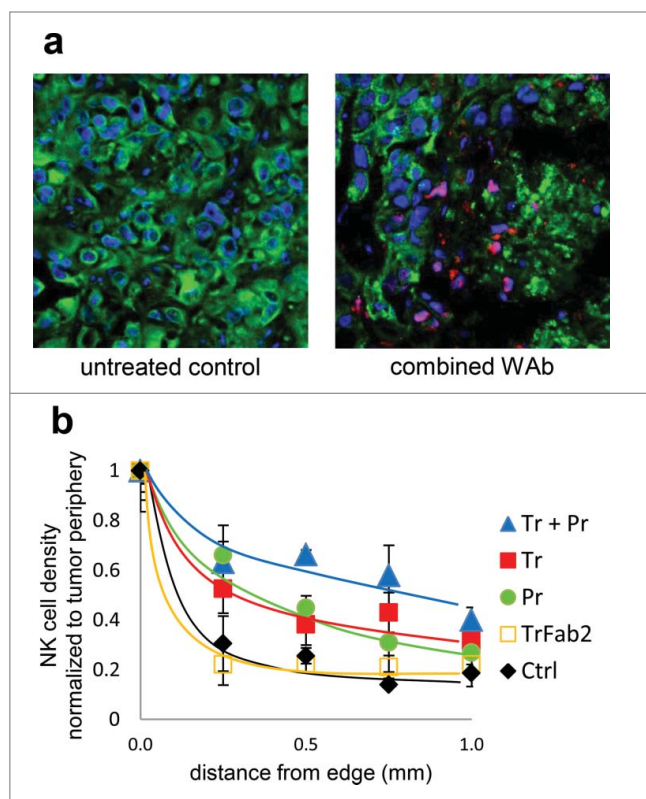 a
untreated control
combined WAb
b
NK cell density
normalized to tumor periphery
1
0.8
0.6
0.4
0.2
0
0.0
0.5
1.0
distance from edge (mm)
Tr + Pr
Tr
Pr
TrFab2
Ctrl